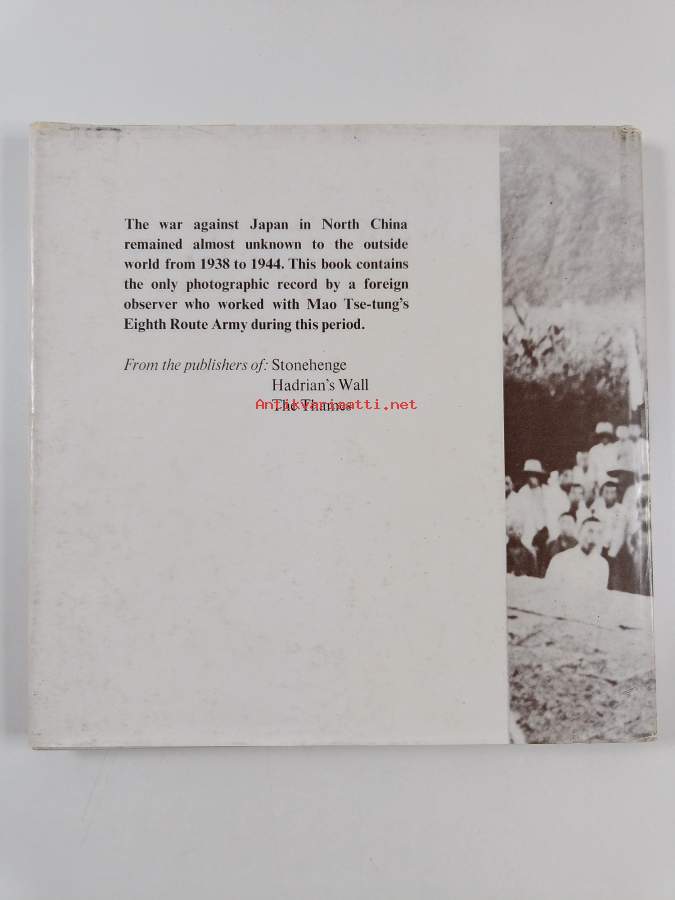 The war against Japan in North China
remained almost unknown to the outside
world from 1938 to 1944. This book contains
the only photographic record by a foreign
observer who worked with Mao Tse-tung's
Eighth Route Army during this period.
From the publishers of: Stonehenge
Hadrian's Wall
The Thames
Antikvariaatti.net